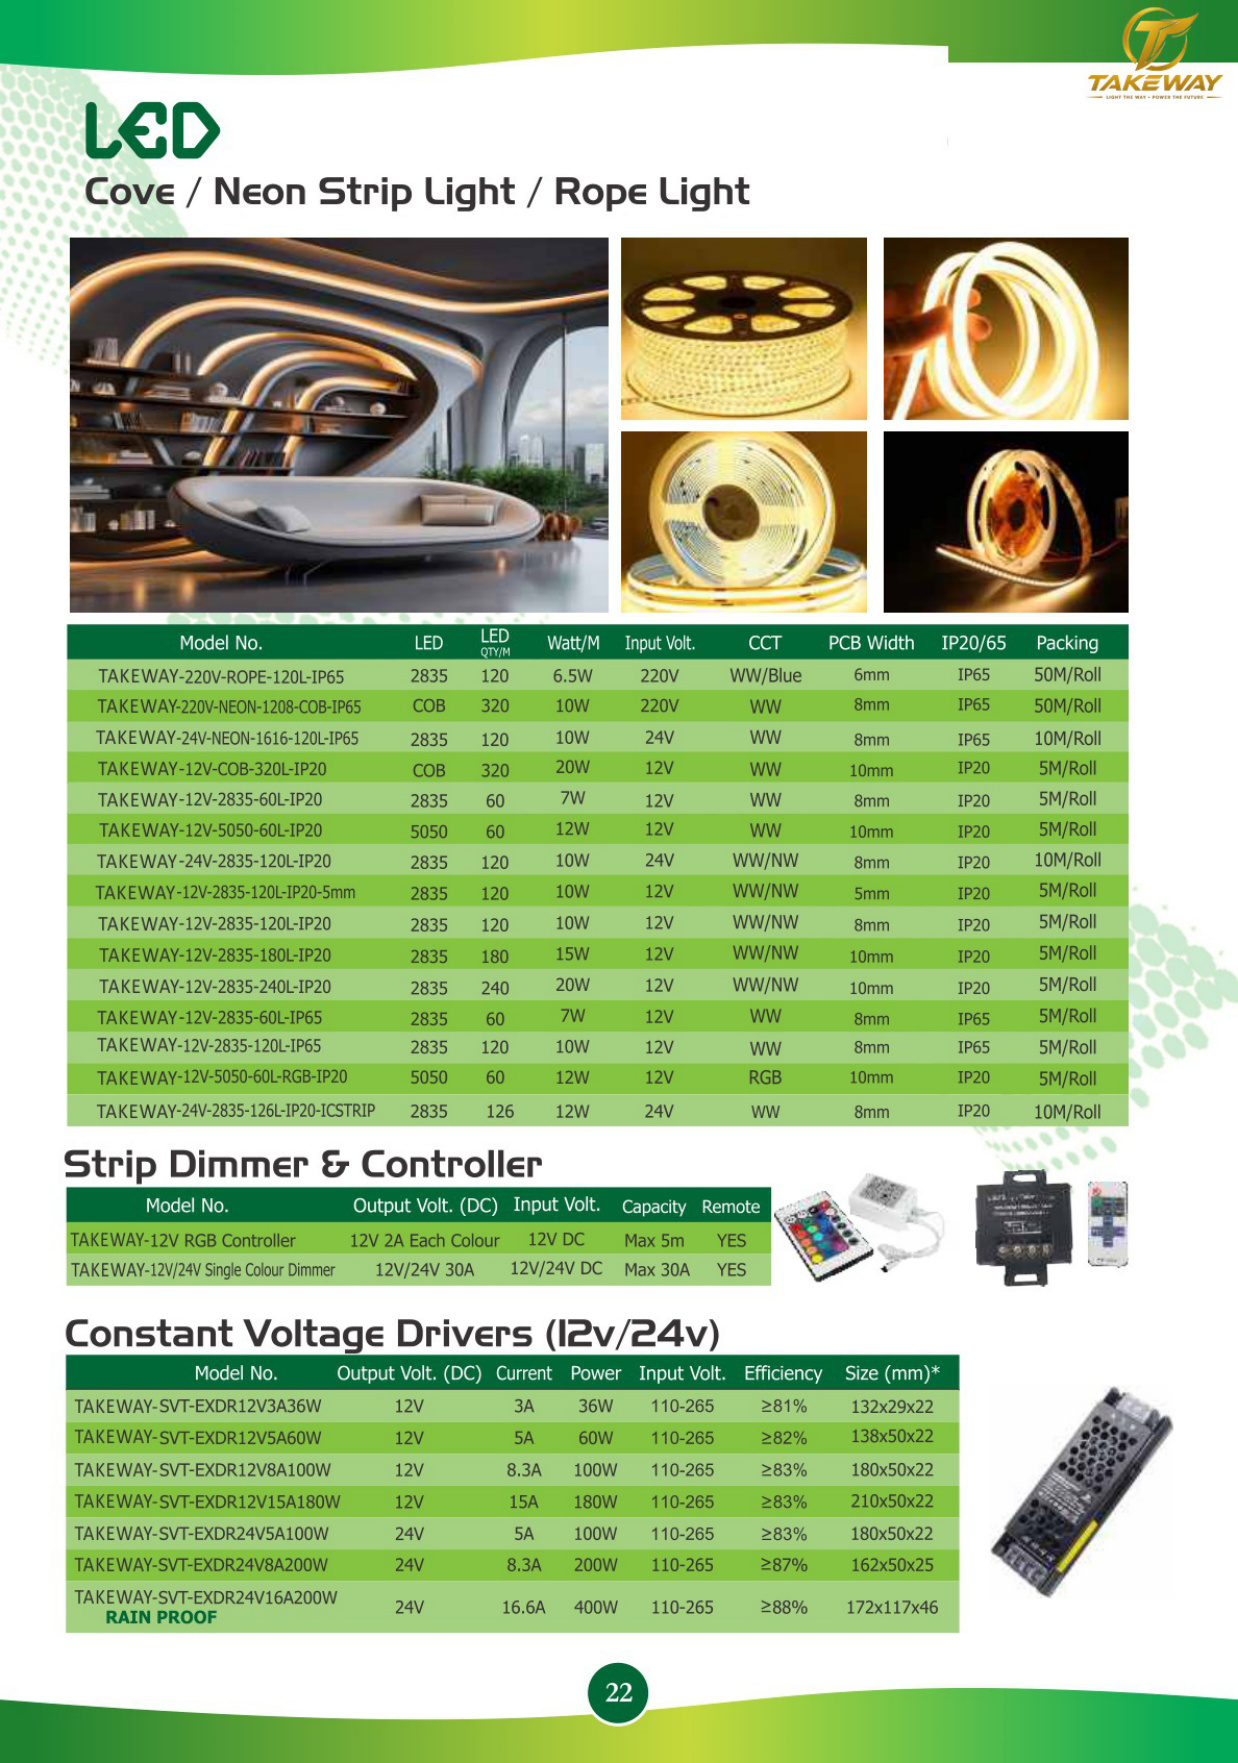 TAKEWAY
LIGHT THE WAY - POWER THE FUTURE
LED
Cove / Neon Strip Light / Rope Light
Model No. LED LED QTY/M Watt/M Input Volt. CCT PCB Width IP20/65 Packing
TAKEWAY-220V-ROPE-120L-IP65 2835 120 6.5W 220V WW/Blue 6mm IP65 50M/Roll
TAKEWAY-220V-NEON-1208-COB-IP65 COB 320 10W 220V WW 8mm IP65 50M/Roll
TAKEWAY-24V-NEON-1616-120L-IP65 2835 120 10W 24V WW 8mm IP65 10M/Roll
TAKEWAY-12V-COB-320L-IP20 COB 320 20W 12V WW 10mm IP20 5M/Roll
TAKEWAY-12V-2835-60L-IP20 2835 60 7W 12V WW 8mm IP20 5M/Roll
TAKEWAY-12V-5050-60L-IP20 5050 60 12W 12V WW 10mm IP20 5M/Roll
TAKEWAY-24V-2835-120L-IP20 2835 120 10W 24V WW/NW 8mm IP20 10M/Roll
TAKEWAY-12V-2835-120L-IP20-5mm 2835 120 10W 12V WW/NW 5mm IP20 5M/Roll
TAKEWAY-12V-2835-120L-IP20 2835 120 10W 12V WW/NW 8mm IP20 5M/Roll
TAKEWAY-12V-2835-180L-IP20 2835 180 15W 12V WW/NW 10mm IP20 5M/Roll
TAKEWAY-12V-2835-240L-IP20 2835 240 20W 12V WW/NW 10mm IP20 5M/Roll
TAKEWAY-12V-2835-60L-IP65 2835 60 7W 12V WW 8mm IP65 5M/Roll
TAKEWAY-12V-2835-120L-IP65 2835 120 10W 12V WW 8mm IP65 5M/Roll
TAKEWAY-12V-5050-60L-RGB-IP20 5050 60 12W 12V RGB 10mm IP20 5M/Roll
TAKEWAY-24V-2835-126L-IP20-ICSTRIP 2835 126 12W 24V WW 8mm IP20 10M/Roll
Strip Dimmer & Controller
Model No. Output Volt. (DC) Input Volt. Capacity Remote
TAKEWAY-12V RGB Controller 12V 2A Each Colour 12V DC Max 5m YES
TAKEWAY-12V/24V Single Colour Dimmer 12V/24V 30A 12V/24V DC Max 30A YES
Constant Voltage Drivers (12v/24v)
Model No. Output Volt. (DC) Current Power Input Volt. Efficiency Size (mm)*
TAKEWAY-SVT-EXDR12V3A36W 12V 3A 36W 110-265 ≥81% 132x29x22
TAKEWAY-SVT-EXDR12V5A60W 12V 5A 60W 110-265 ≥82% 138x50x22
TAKEWAY-SVT-EXDR12V8A100W 12V 8.3A 100W 110-265 ≥83% 180x50x22
TAKEWAY-SVT-EXDR12V15A180W 12V 15A 180W 110-265 ≥83% 210x50x22
TAKEWAY-SVT-EXDR24V5A100W 24V 5A 100W 110-265 ≥83% 180x50x22
TAKEWAY-SVT-EXDR24V8A200W 24V 8.3A 200W 110-265 ≥87% 162x50x25
TAKEWAY-SVT-EXDR24V16A200W 24V 16.6A 400W 110-265 ≥88% 172x117x46
RAIN PROOF
22